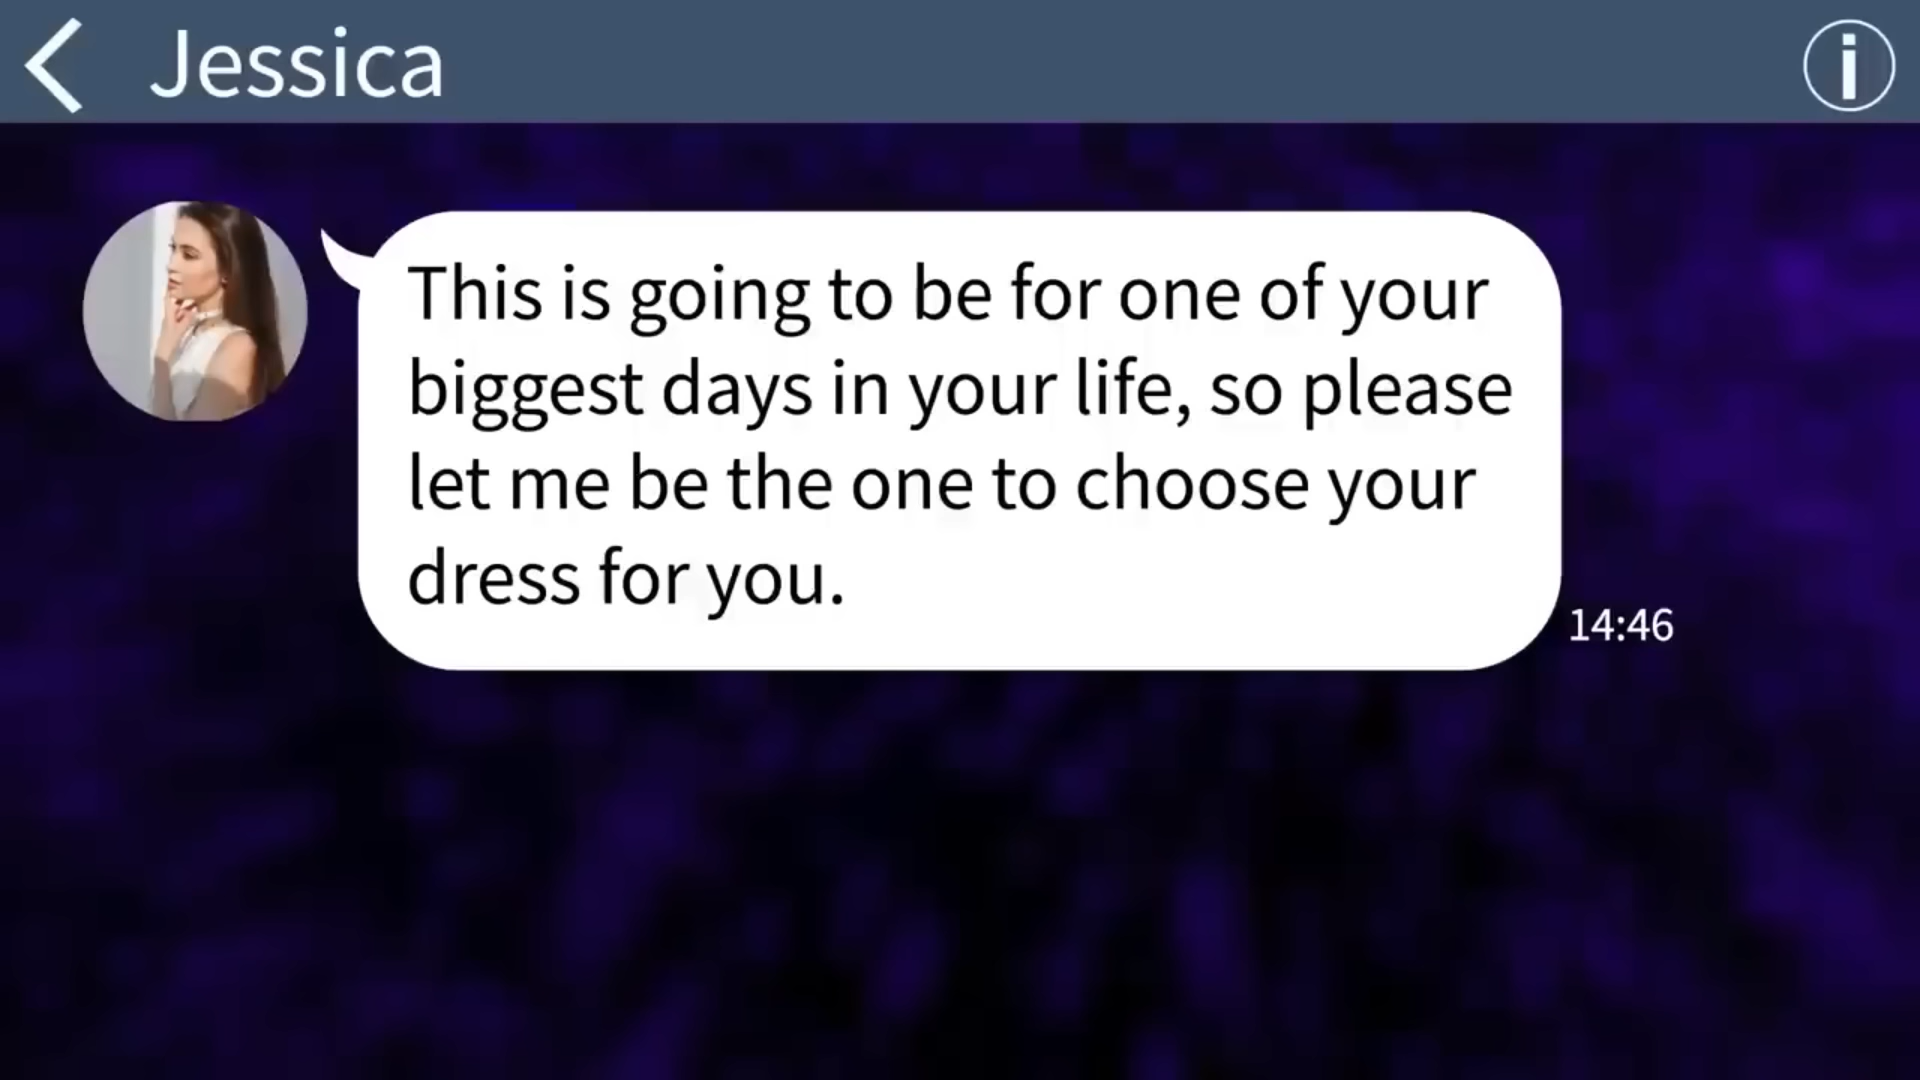 Jessica
This is going to be for one of your
biggest days in your life, so please
let me be the one to choose your
dress for you.
14:46